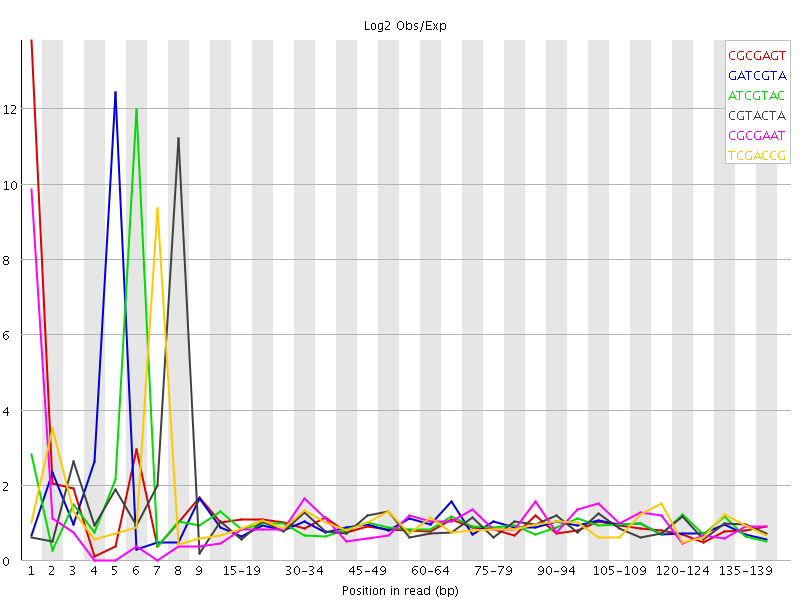 Log2 Obs/Exp
CGCGAGT
GATCGTA
ATCGTAC
CGTACTA
CGCGAAT
TCGACCG
12
10
8
6
4
2
0
1 2 3 4 5 6 7 8 9 15-19 30-34 45-49 60-64 75-79 90-94 105-109 120-124 135-139
Position in read (bp)